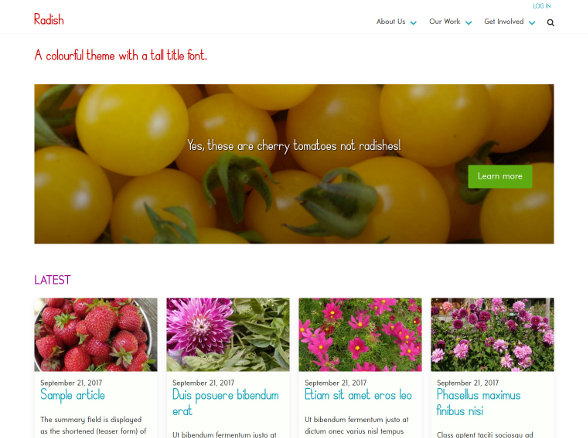 LOG IN
Radish
About Us
Our Work
Get Involved
A colourful theme with a tall title font.
Yes, these are cherry tomatoes not radishes!
Learn more
LATEST
September 21, 2017
Sample article
The summary field is displayed
as the shortened (teaser) form of
September 21, 2017
Duis posuere bibendum
erat
Ut bibendum fermentum justo at
September 21, 2017
Etiam sit amet eros leo
Ut bibendum fermentum justo at
dictum onec varius nisl tempus
September 21, 2017
Phasellus maximus
finibus nisi
Class aptent taciti sociosqu ad